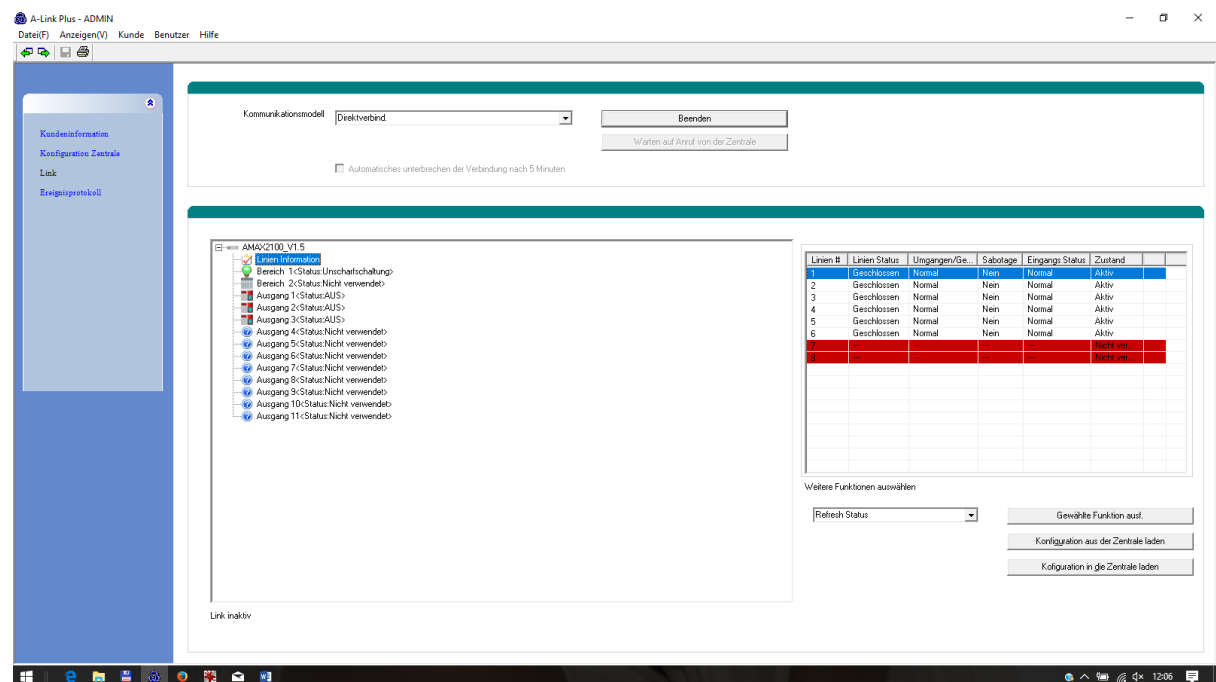 A-Link Plus - ADMIN
Datei(F) Anzeigen(V) Kunde Benutzer Hilfe
Kundeninformation
Konfiguration Zentrale
Link
Ereignisprotokoll
Kommunikationsmodell
Direktverbind.
Beenden
Warten auf Anruf von der Zentrale
Automatisches unterbrechen der Verbindung nach 5 Minuten
AMAX2100_V1.5
Linien Information
Bereich 1<Status:Unscharfschaltung>
Bereich 2<Status:Nicht verwendet>
Ausgang 1<Status:AUS>
Ausgang 2<Status:AUS>
Ausgang 3<Status:AUS>
Ausgang 4<Status:Nicht verwendet>
Ausgang 5<Status:Nicht verwendet>
Ausgang 6<Status:Nicht verwendet>
Ausgang 7<Status:Nicht verwendet>
Ausgang 8<Status:Nicht verwendet>
Ausgang 9<Status:Nicht verwendet>
Ausgang 10<Status:Nicht verwendet>
Ausgang 11<Status:Nicht verwendet>
Link inaktiv
Linien # Linien Status Umgangen/Ge... Sabotage Eingangs Status Zustand
1 Geschlossen Normal Nein Normal Aktiv
2 Geschlossen Normal Nein Normal Aktiv
3 Geschlossen Normal Nein Normal Aktiv
4 Geschlossen Normal Nein Normal Aktiv
5 Geschlossen Normal Nein Normal Aktiv
6 Geschlossen Normal Nein Normal Aktiv
7 -- -- -- -- Nicht ver...
8 -- -- -- -- Nicht ver...
Weitere Funktionen auswählen
Refresh Status
Gewählte Funktion ausf.
Konfiguration aus der Zentrale laden
Kofiguration in die Zentrale laden
12:06